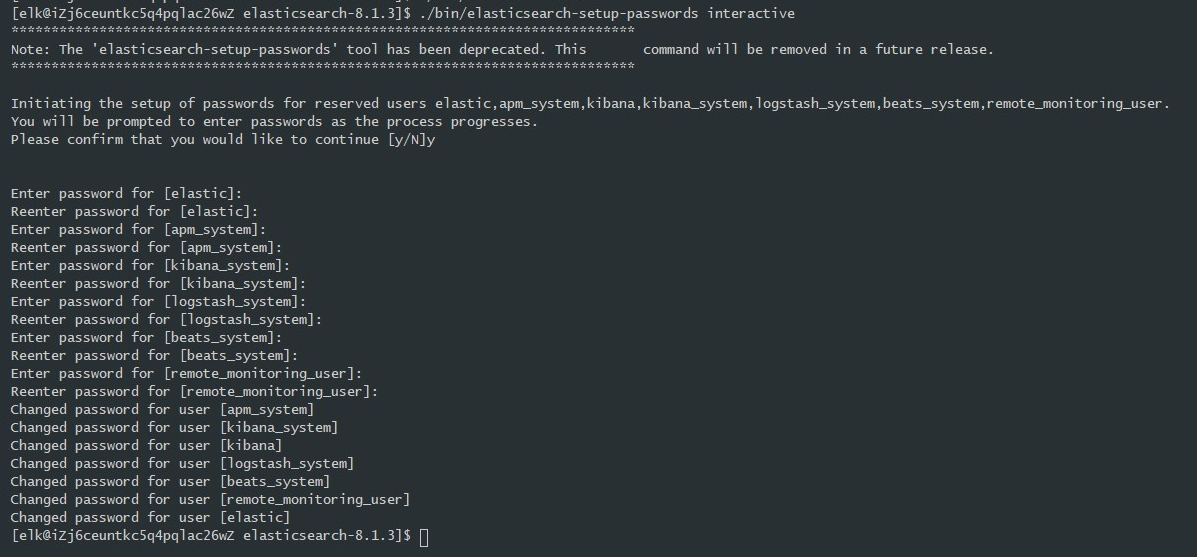 [elk@iZj6ceuntkc5q4pqlac26wZ elasticsearch-8.1.3]$ ./bin/elasticsearch-setup-passwords interactive
******************************************************************************
Note: The 'elasticsearch-setup-passwords' tool has been deprecated. This       command will be removed in a future release.
******************************************************************************
Initiating the setup of passwords for reserved users elastic,apm_system,kibana,kibana_system,logstash_system,beats_system,remote_monitoring_user.
You will be prompted to enter passwords as the process progresses.
Please confirm that you would like to continue [y/N]y
Enter password for [elastic]:
Reenter password for [elastic]:
Enter password for [apm_system]:
Reenter password for [apm_system]:
Enter password for [kibana_system]:
Reenter password for [kibana_system]:
Enter password for [logstash_system]:
Reenter password for [logstash_system]:
Enter password for [beats_system]:
Reenter password for [beats_system]:
Enter password for [remote_monitoring_user]:
Reenter password for [remote_monitoring_user]:
Changed password for user [apm_system]
Changed password for user [kibana_system]
Changed password for user [kibana]
Changed password for user [logstash_system]
Changed password for user [beats_system]
Changed password for user [remote_monitoring_user]
Changed password for user [elastic]
[elk@iZj6ceuntkc5q4pqlac26wZ elasticsearch-8.1.3]$